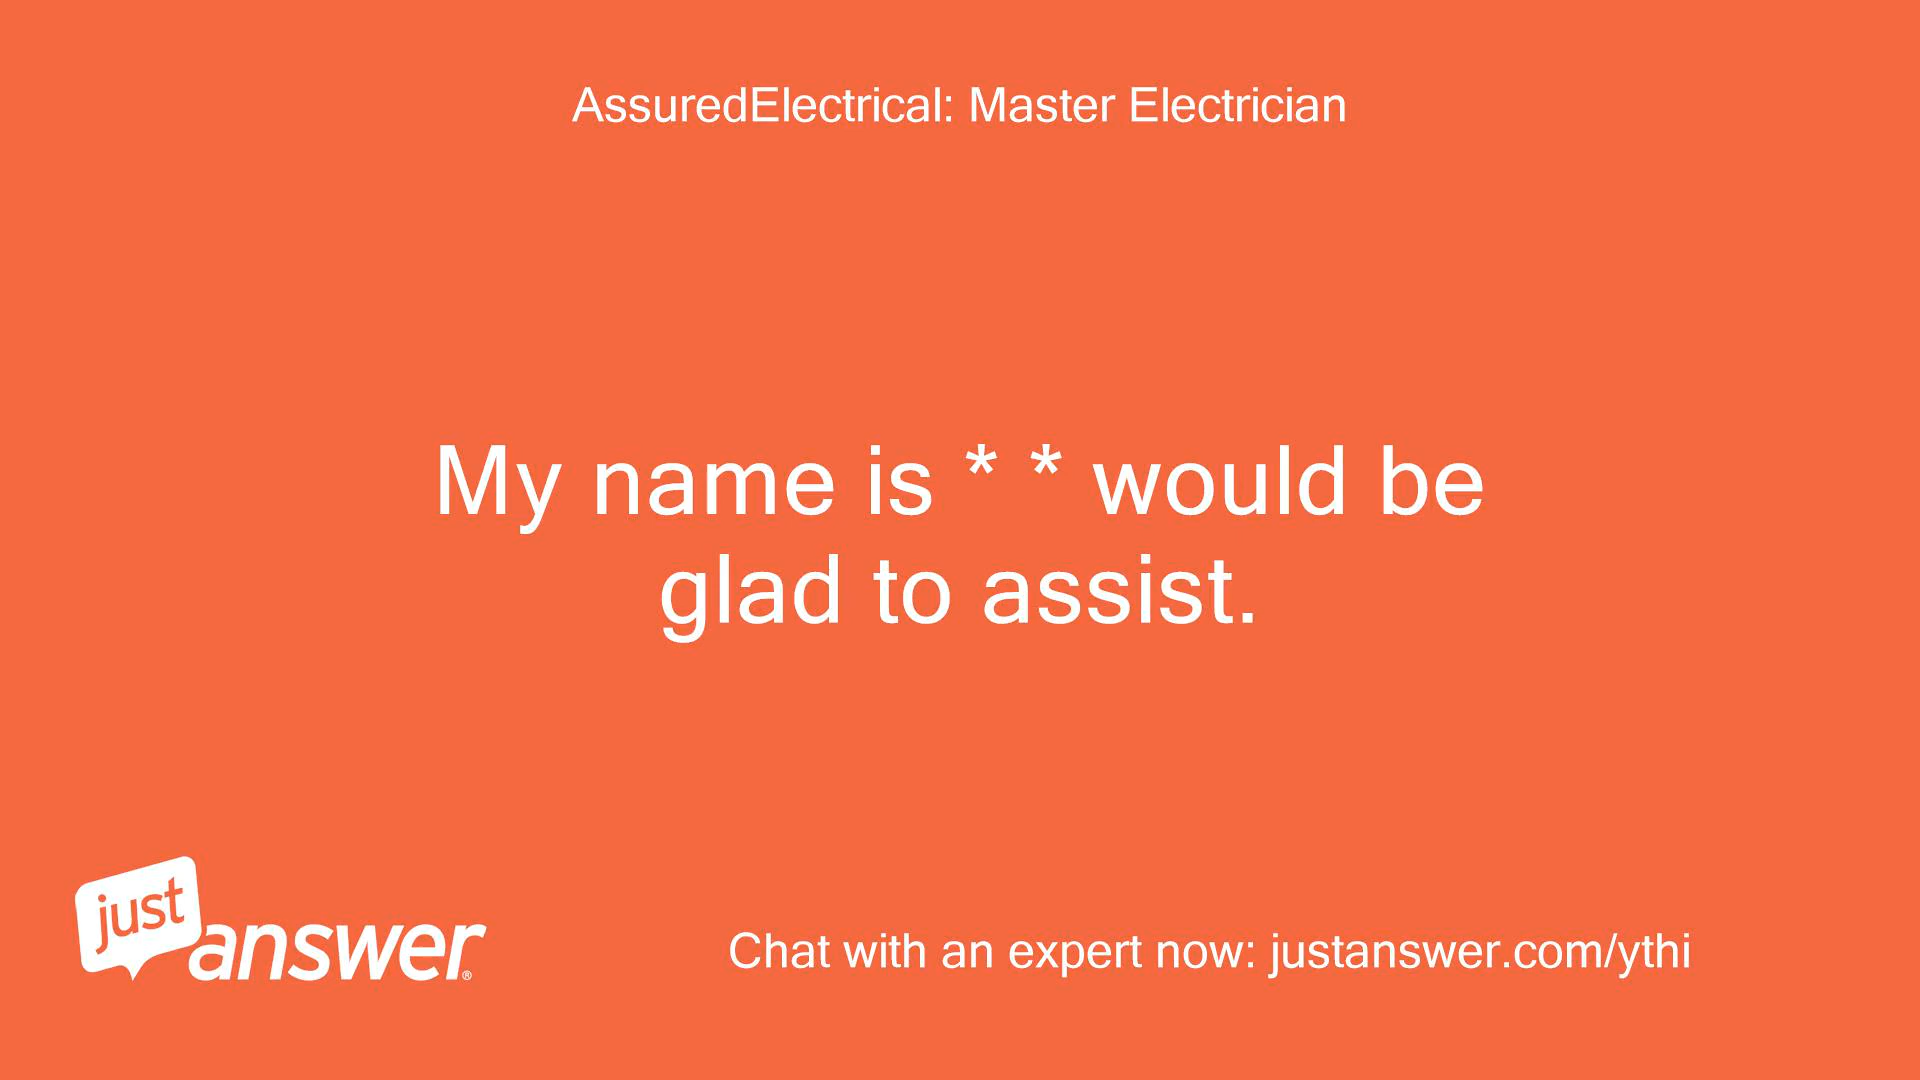 AssuredElectrical: Master Electrician
My name is * * would be
glad to assist.
just
answer®
Chat with an expert now: justanswer.com/ythi